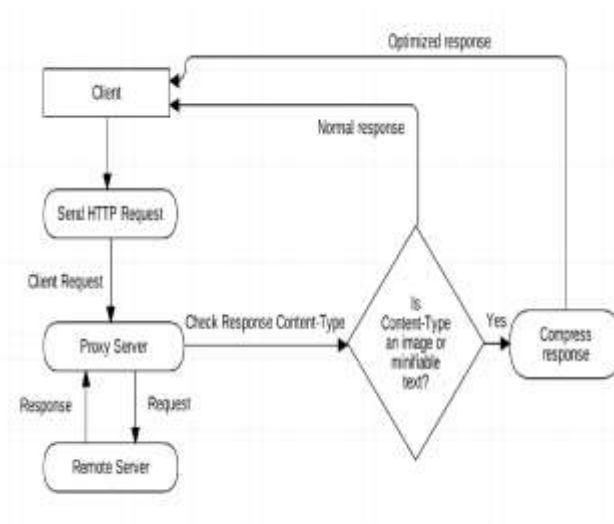 Optimized response
Client
Normal response
Send HTTP Request
Client Request
Is
Content-Type
an image or
minifiable
text?
Check Response Content-Type
Yes
Proxy Server
Compress
response
Response
Request
Remote Server